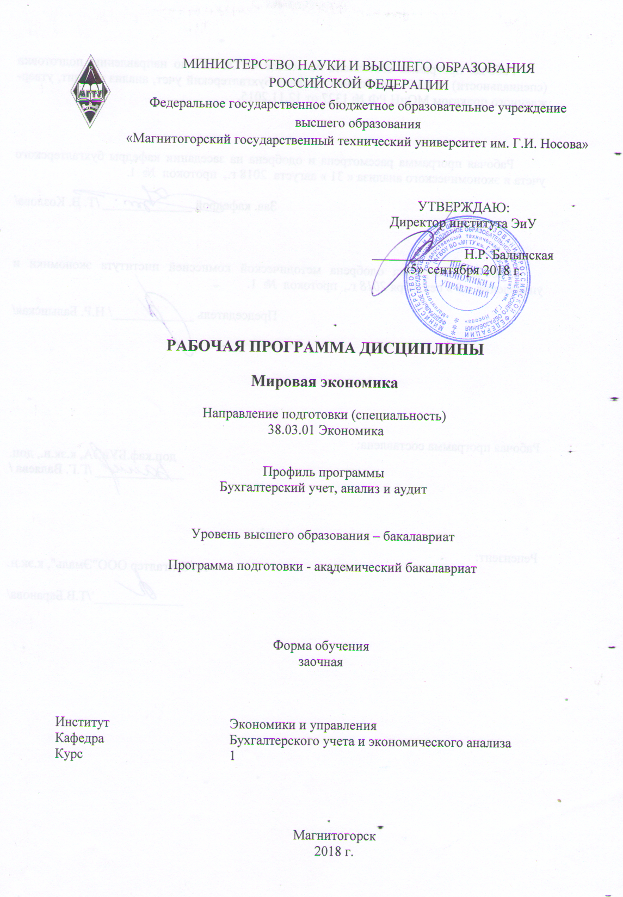 МГТУ
МИНИСТЕРСТВО НАУКИ И ВЫСШЕГО ОБРАЗОВАНИЯ
РОССИЙСКОЙ ФЕДЕРАЦИИ
Федеральное государственное бюджетное образовательное учреждение
высшего образования
«Магнитогорский государственный технический университет им. Г.И. Носова»
УТВЕРЖДАЮ:
Директор института ЭиУ
Н.Р. Балынская
«5» сентября 2018 г.
ЭКОНОМИКИ И
УПРАВЛЕНИЯ
РАБОЧАЯ ПРОГРАММА ДИСЦИПЛИНЫ
Мировая экономика
Направление подготовки (специальность)
38.03.01 Экономика
Профиль программы
Бухгалтерский учет, анализ и аудит
Уровень высшего образования – бакалавриат
Программа подготовки - академический бакалавриат
Форма обучения
заочная
Институт Экономики и управления
Кафедра Бухгалтерского учета и экономического анализа
Курс 1
Магнитогорск
2018 г.